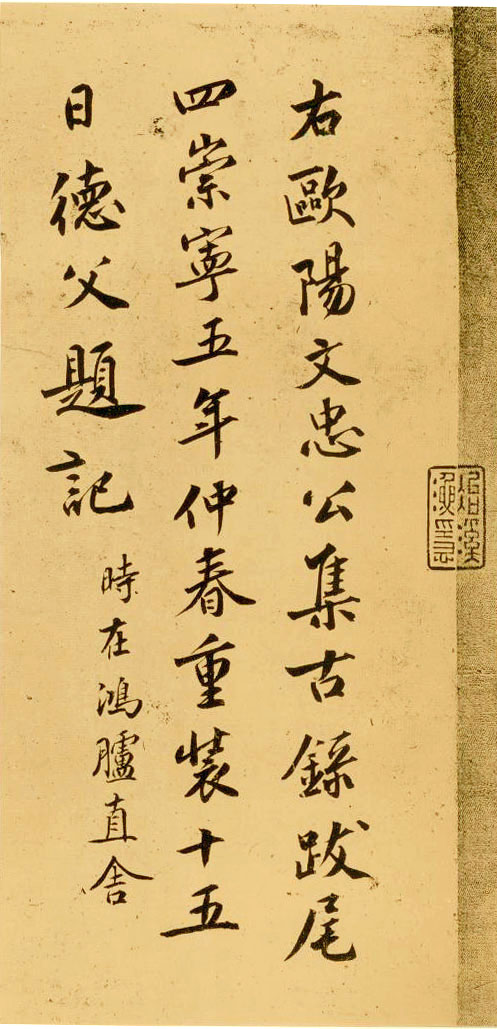 右歐陽文忠公集古錄跋尾
四崇寧五年仲春重裝十五
日德父題記
時在鴻臚直舍